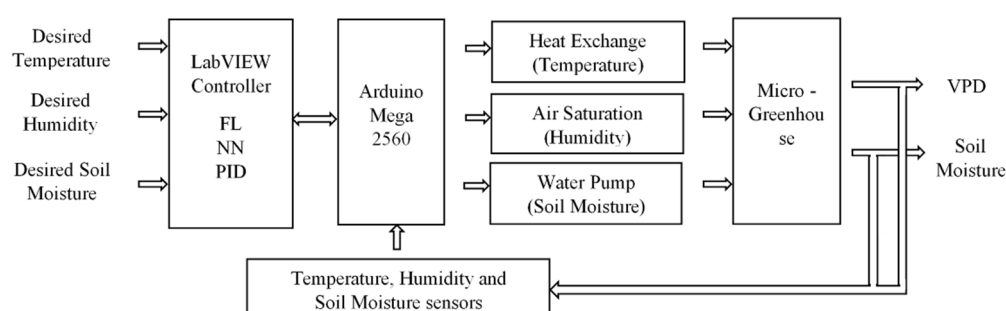 Desired
Temperature
Desired
Humidity
Desired Soil
Moisture
LabVIEW
Controller
FL
NN
PID
Arduino
Mega
2560
Heat Exchange
(Temperature)
Air Saturation
(Humidity)
Water Pump
(Soil Moisture)
Micro -
Greenhou
se
VPD
Soil
Moisture
Temperature, Humidity and
Soil Moisture sensors